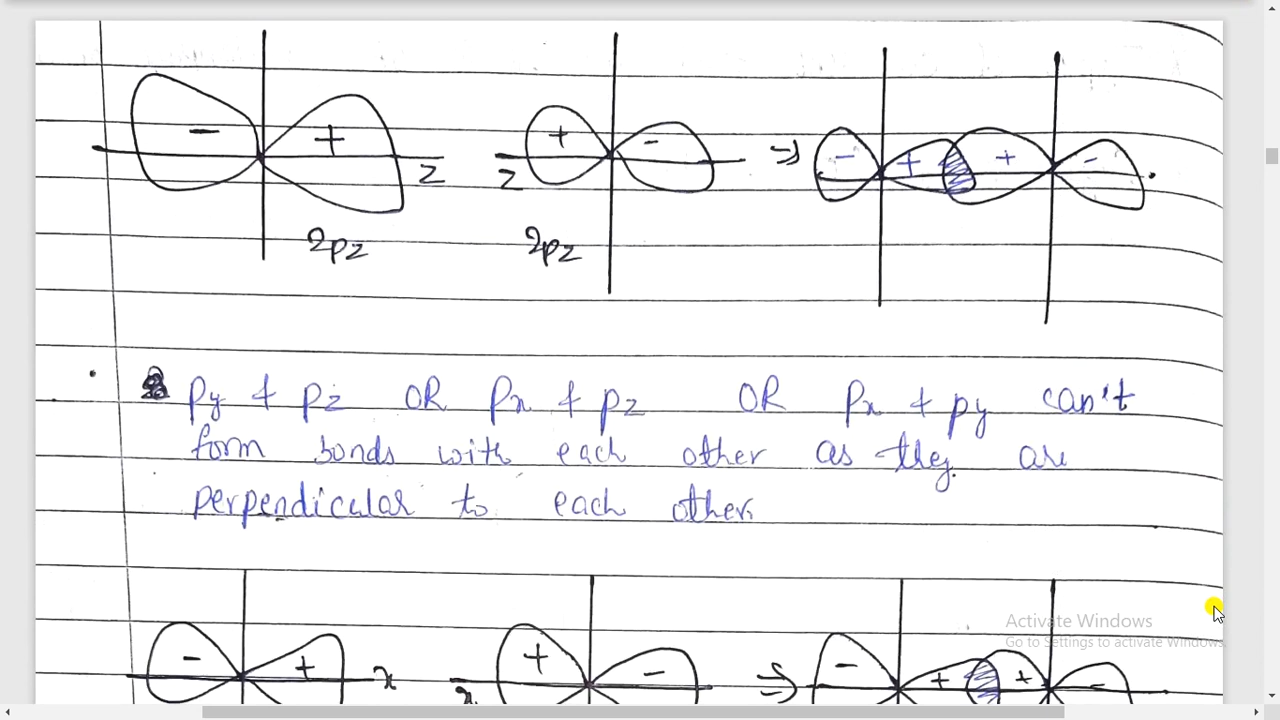 - + + - ⇒ - + + -
z z
2pz 2pz
py & pz OR px & pz OR px & py can't
form bonds with each other as they are
perpendicular to each other.
Activate Windows
Go to Settings to activate Windows.
- + x + - ⇒ - + + -
x